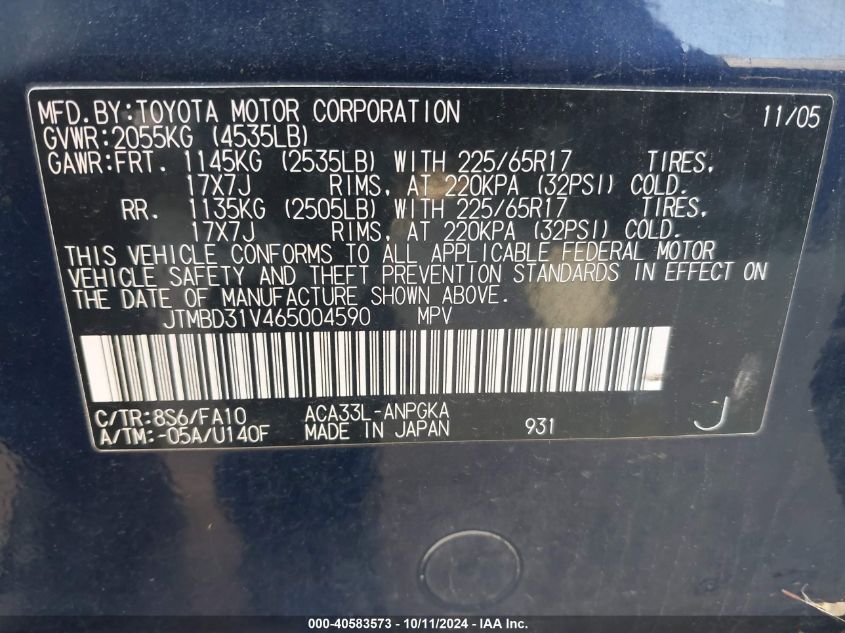 MFD.BY:TOYOTA MOTOR CORPORATION 11/05
GVWR:2055KG (4535LB)
GAWR:FRT. 1145KG (2535LB) WITH 225/65R17 TIRES,
17X7J RIMS, AT 220KPA (32PSI) COLD.
RR. 1135KG (2505LB) WITH 225/65R17 TIRES,
17X7J RIMS, AT 220KPA (32PSI) COLD.
THIS VEHICLE CONFORMS TO ALL APPLICABLE FEDERAL MOTOR
VEHICLE SAFETY AND THEFT PREVENTION STANDARDS IN EFFECT ON
THE DATE OF MANUFACTURE SHOWN ABOVE.
JTMBD31V465004590 MPV
C/TR:8S6/FA10 ACA33L-ANPGKA
A/TM:-05A/U140F MADE IN JAPAN 931 J
000-40583573 - 10/11/2024 - IAA Inc.